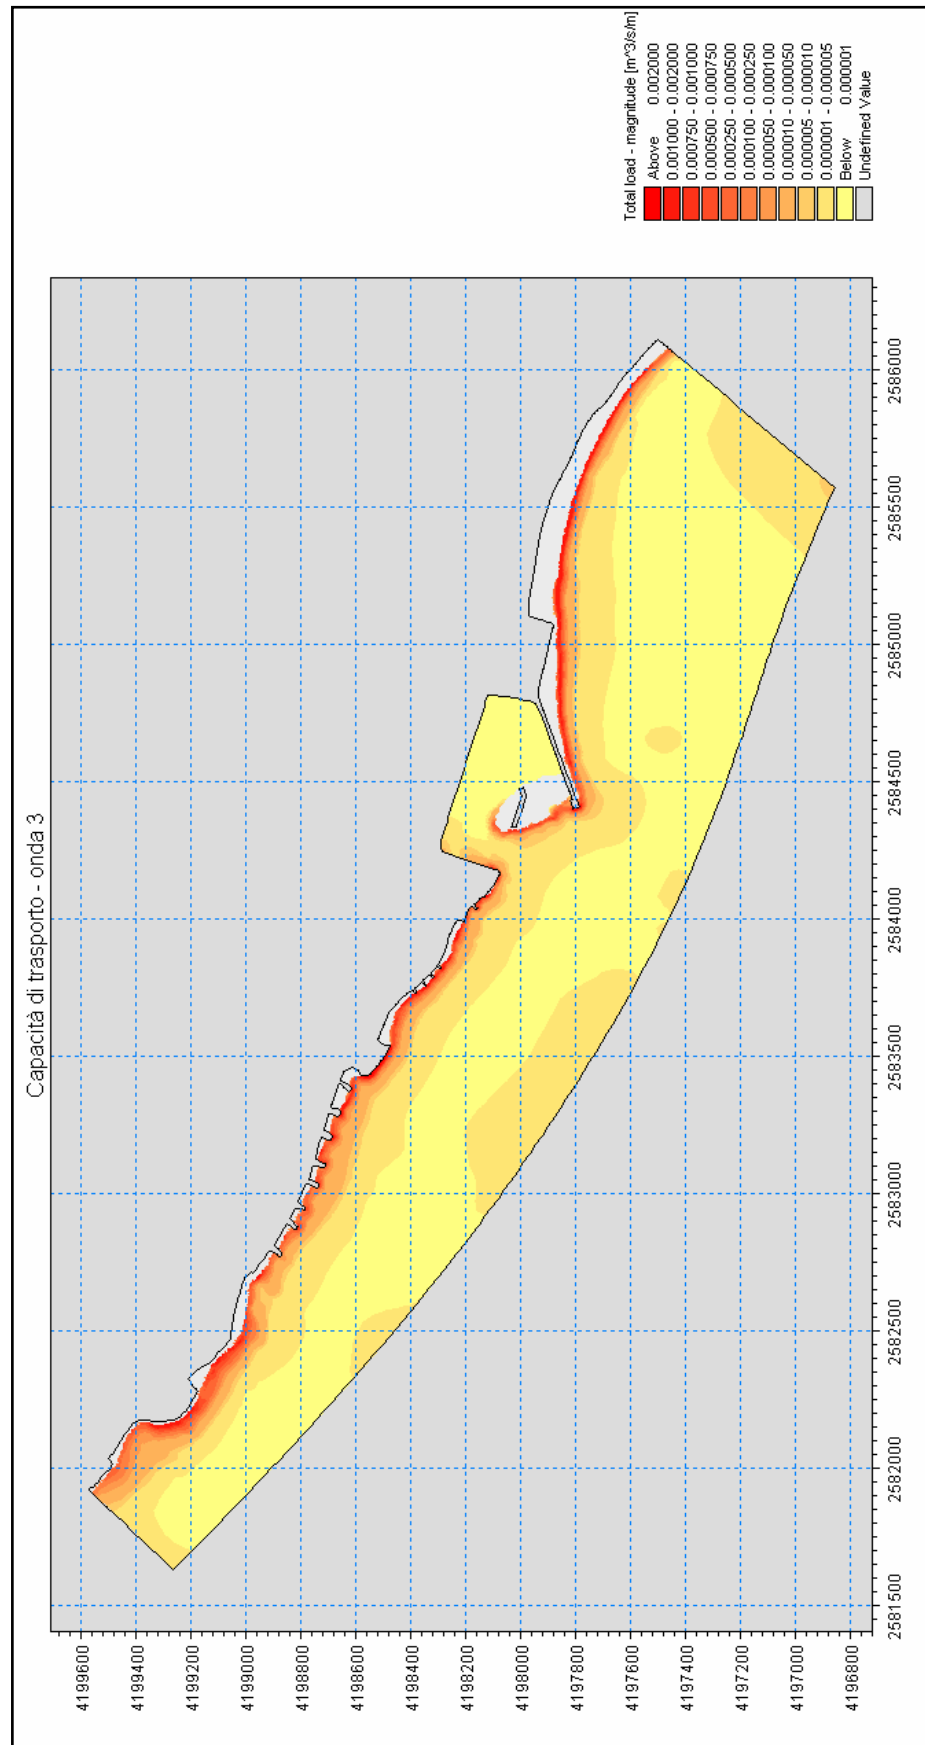 Capacità di trasporto - onda 3
4199600
4199400
4199200
4199000
4198800
4198600
4198400
4198200
4198000
4197800
4197600
4197400
4197200
4197000
4196800
2581500
2582000
2582500
2583000
2583500
2584000
2584500
2585000
2585500
2586000
Total load - magnitude [m^3/s/m]
Above 0.002000
0.001000 - 0.002000
0.000750 - 0.001000
0.000500 - 0.000750
0.000250 - 0.000500
0.000100 - 0.000250
0.000050 - 0.000100
0.000010 - 0.000050
0.000005 - 0.000010
0.000001 - 0.000005
Below 0.000001
Undefined Value